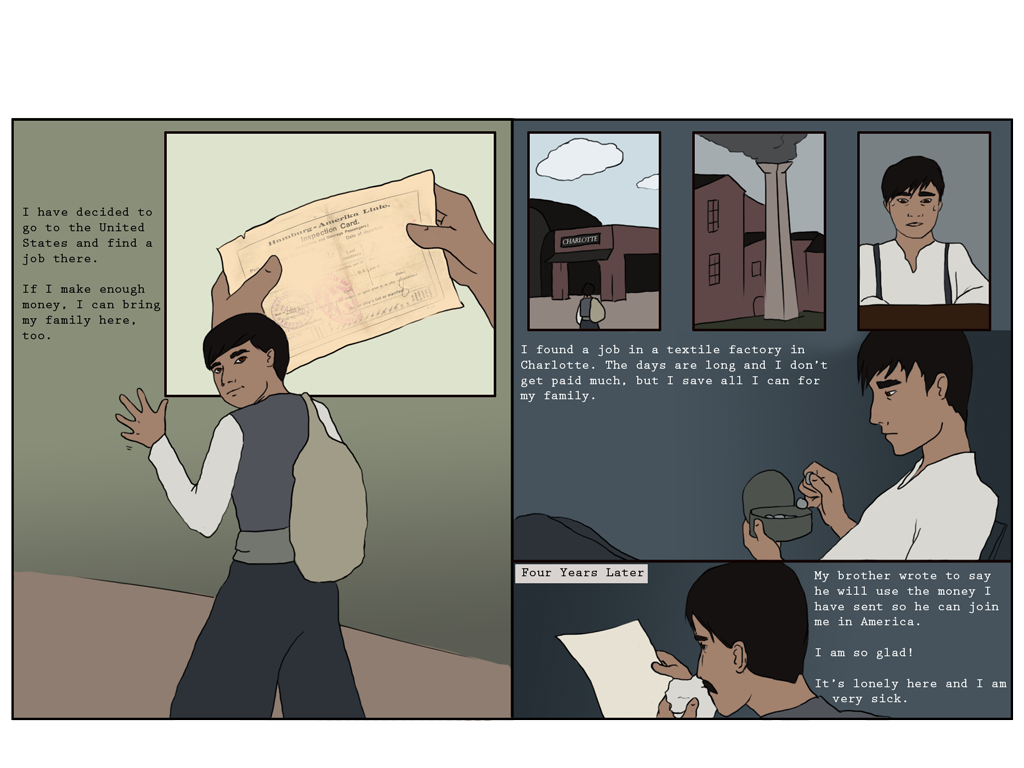 I have decided to
go to the United
States and find a
job there.
If I make enough
money, I can bring
my family here,
too.
Hamburg-Amerika Linie.
Inspection Card.
CHARLOTTE
I found a job in a textile factory in
Charlotte. The days are long and I don't
get paid much, but I save all I can for
my family.
Four Years Later
My brother wrote to say
he will use the money I
have sent so he can join
me in America.
I am so glad!
It's lonely here and I am
very sick.